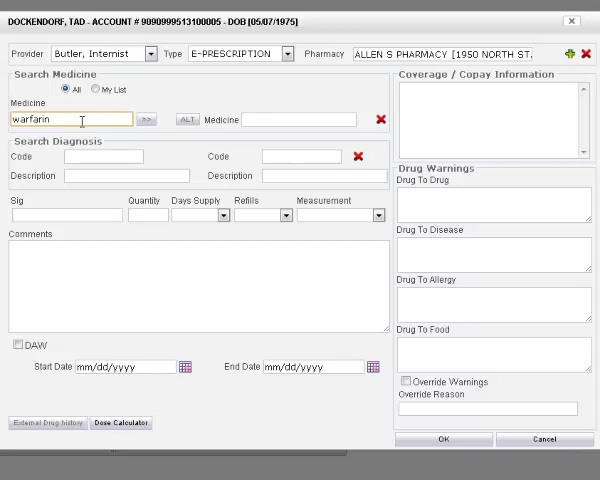 DOCKENDORF, TAD - ACCOUNT # 9090999513100005 - DOB [05/07/1975]
Provider Butler, Internist Type E-PRESCRIPTION Pharmacy ALLEN S PHARMACY [1950 NORTH ST,
Search Medicine
All My List
Medicine
warfarin >> ALT Medicine
Search Diagnosis
Code Code
Description Description
Sig Quantity Days Supply Refills Measurement
Comments
DAW
Start Date mm/dd/yyyy End Date mm/dd/yyyy
External Drug history Dose Calculator
Coverage / Copay Information
Drug Warnings
Drug To Drug
Drug To Disease
Drug To Allergy
Drug To Food
Override Warnings
Override Reason
OK Cancel